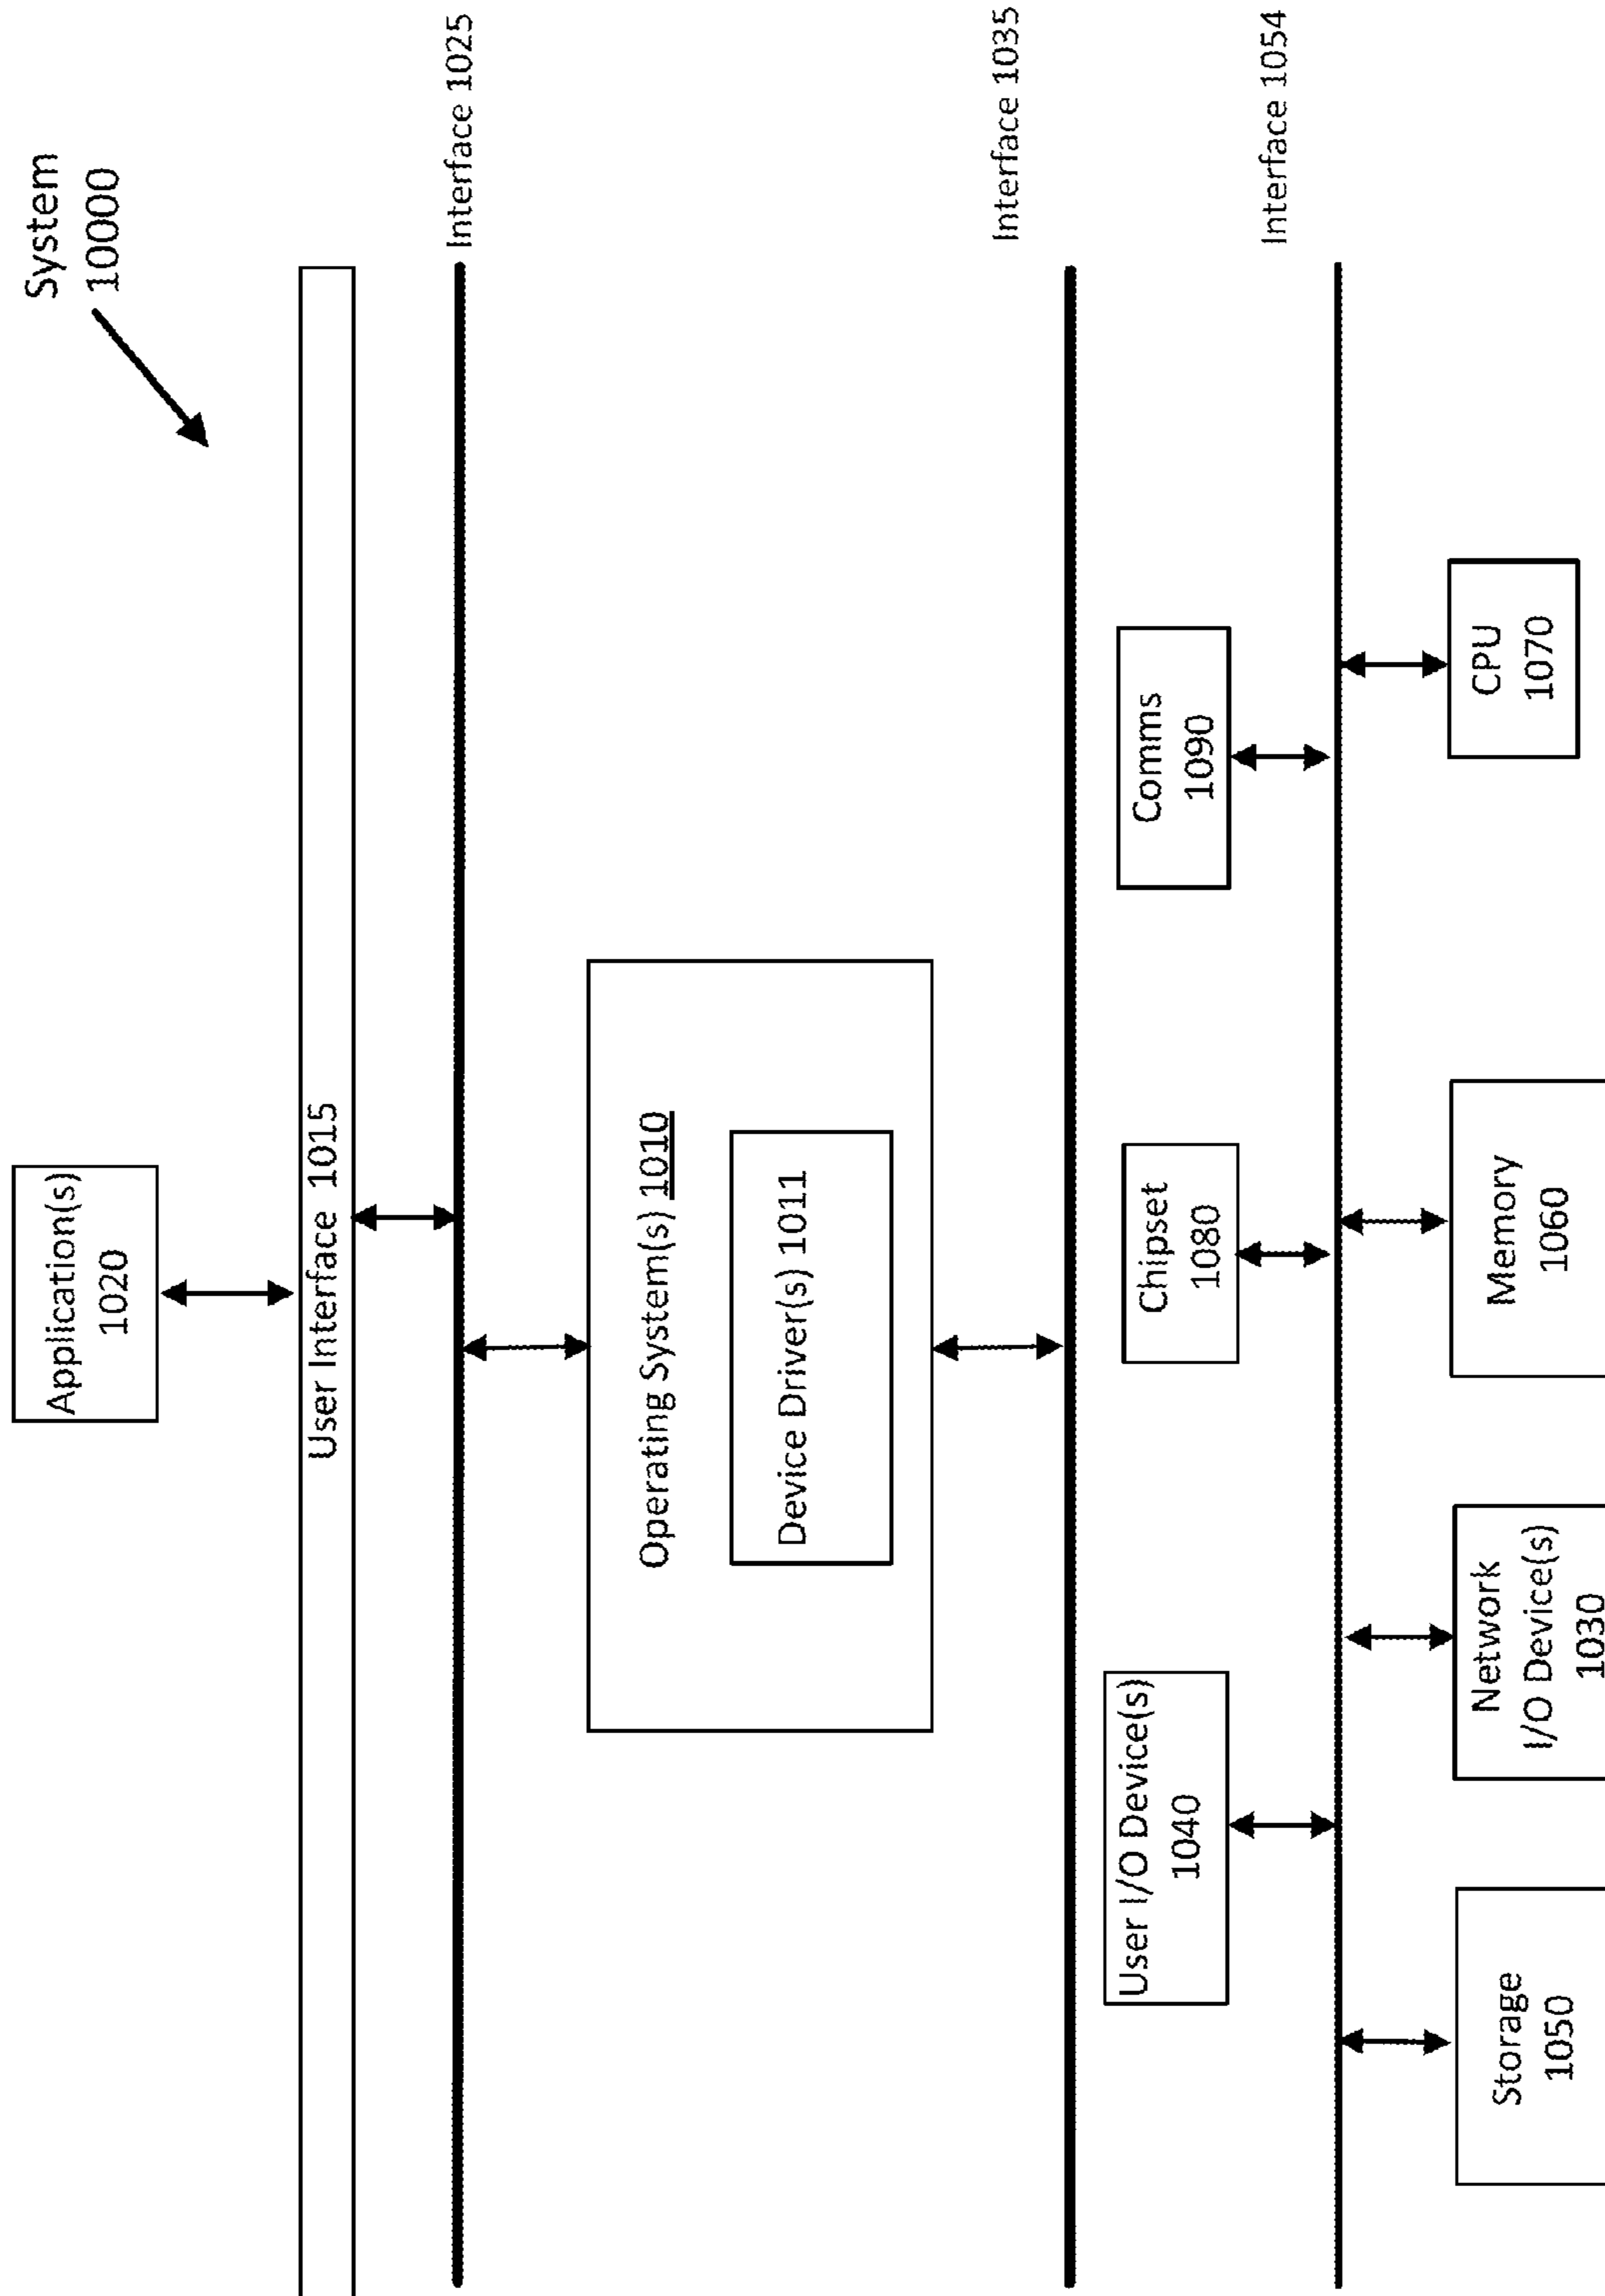 System
10000
Application(s)
1020
User Interface 1015
Interface 1025
Operating System(s) 1010
Device Driver(s) 1011
Interface 1035
User I/O Device(s)
1040
Chipset
1080
Comms
1090
Interface 1054
Storage
1050
Network
I/O Device(s)
1030
Memory
1060
CPU
1070